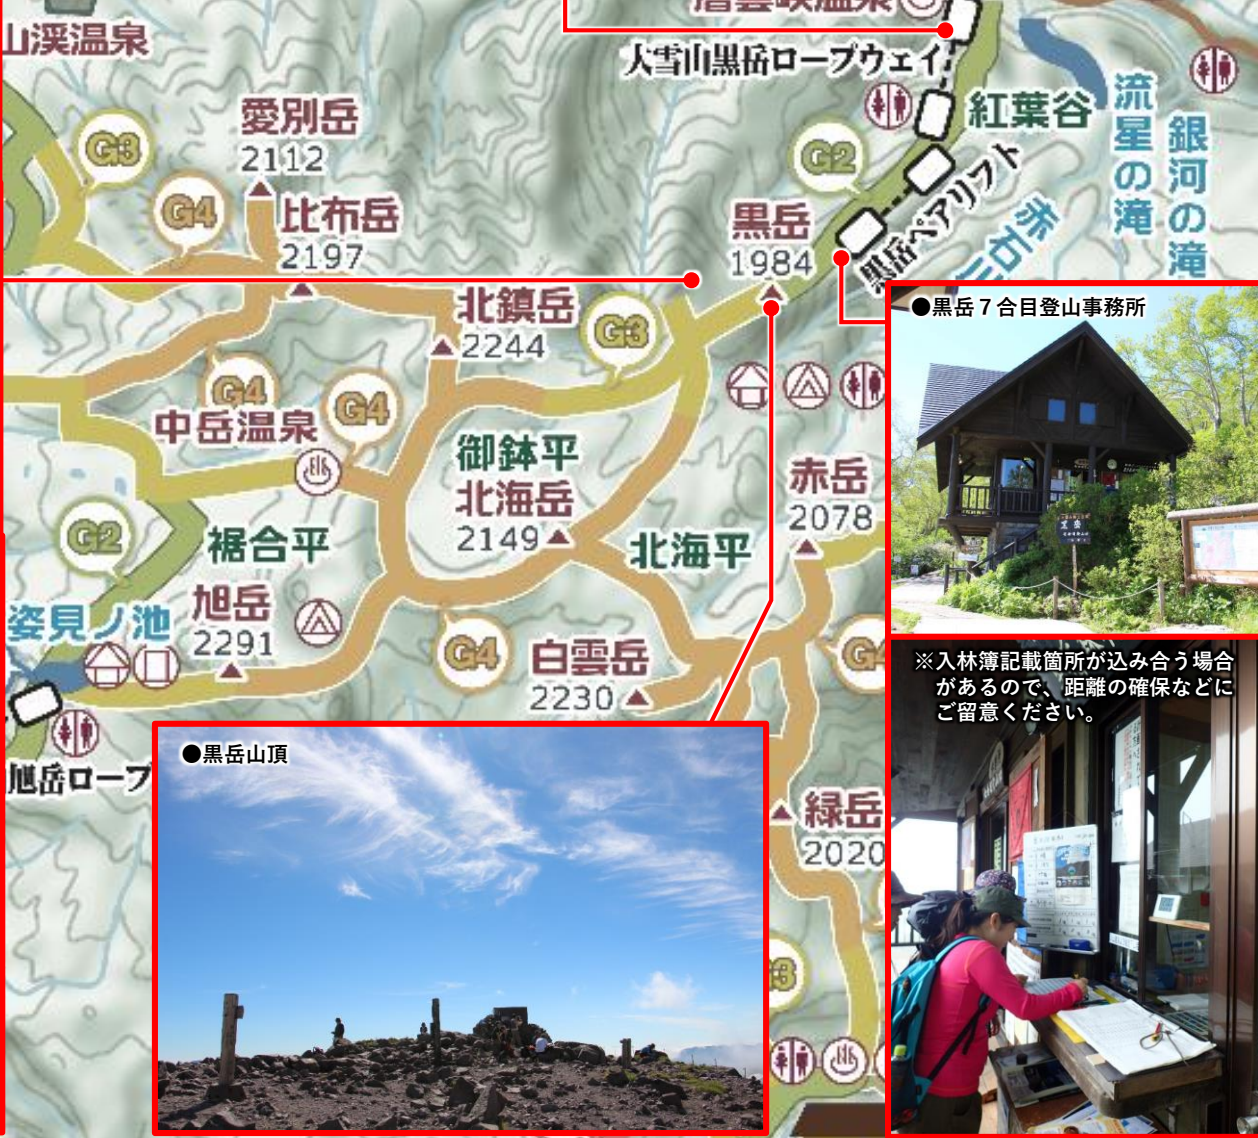 層雲峡温泉
山渓温泉
大雪山黒岳ロープウェイ
愛別岳
2112
G3
G4
比布岳
2197
紅葉谷
流星の滝
銀河の滝
G2
黒岳
1984
黒岳ペアリフト
赤石川
北鎮岳
2244
G3
G4
G4
中岳温泉
御鉢平
北海岳
2149
赤岳
2078
北海平
G2
裾合平
旭岳
2291
姿見ノ池
G4
白雲岳
2230
G4
旭岳ロープ
緑岳
2020
G3
●黒岳７合目登山事務所
黒岳
※入林簿記載箇所が込み合う場合
があるので、距離の確保などに
ご留意ください。
●黒岳山頂